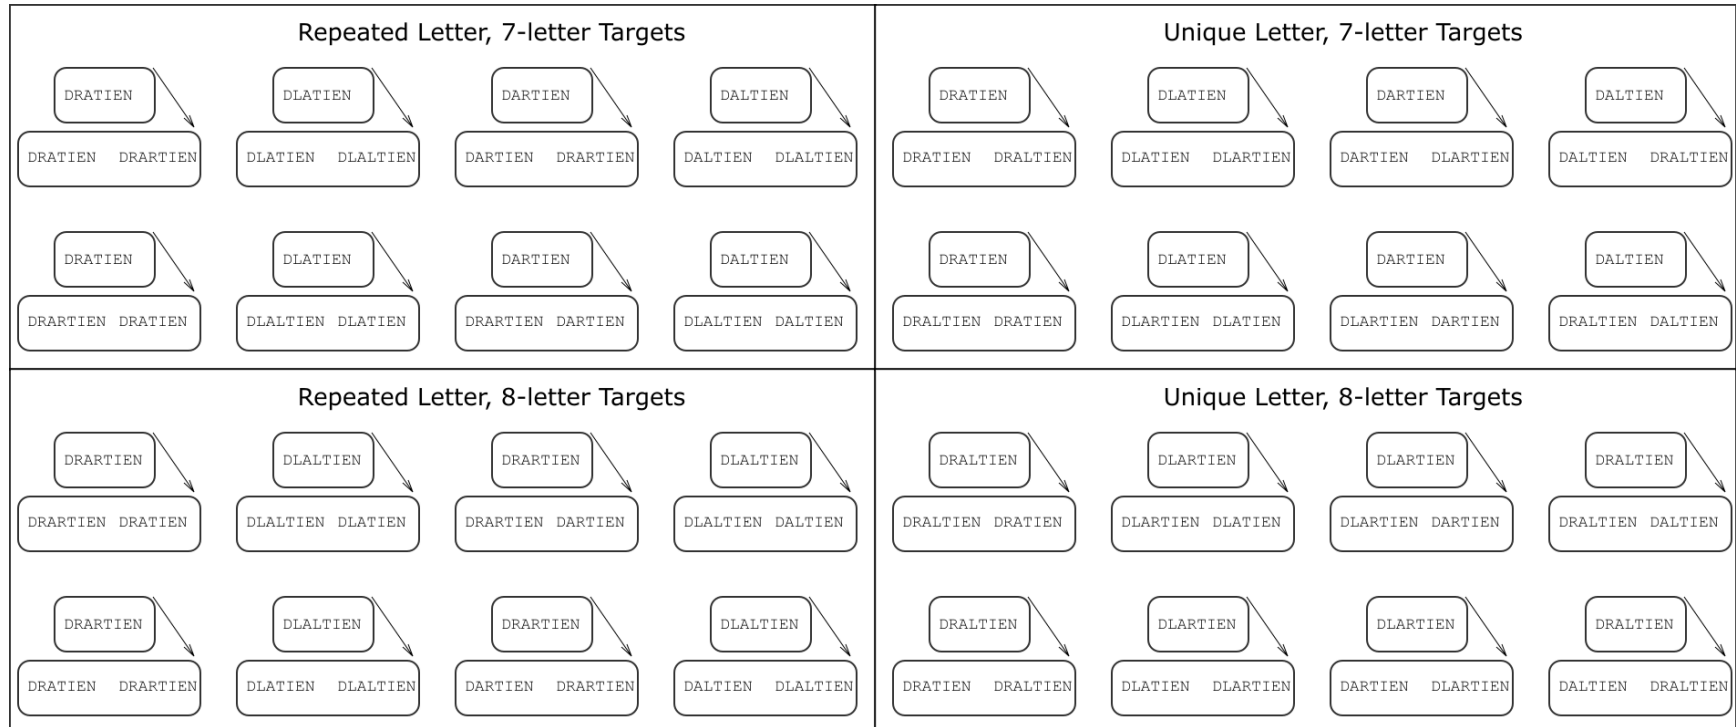 Repeated Letter, 7-letter Targets
DRATIEN DLATIEN DARTIEN DALTIEN
DRATIEN DRARTIEN DLATIEN DLALTIEN DARTIEN DRARTIEN DALTIEN DLALTIEN
DRATIEN DLATIEN DARTIEN DALTIEN
DRARTIEN DRATIEN DLALTIEN DLATIEN DRARTIEN DARTIEN DLALTIEN DALTIEN
Unique Letter, 7-letter Targets
DRATIEN DLATIEN DARTIEN DALTIEN
DRATIEN DRALTIEN DLATIEN DLARTIEN DARTIEN DLARTIEN DALTIEN DRALTIEN
DRATIEN DLATIEN DARTIEN DALTIEN
DRALTIEN DRATIEN DLARTIEN DLATIEN DLARTIEN DARTIEN DRALTIEN DALTIEN
Repeated Letter, 8-letter Targets
DRARTIEN DLALTIEN DRARTIEN DLALTIEN
DRARTIEN DRATIEN DLALTIEN DLATIEN DRARTIEN DARTIEN DLALTIEN DALTIEN
DRARTIEN DLALTIEN DRARTIEN DLALTIEN
DRATIEN DRARTIEN DLATIEN DLALTIEN DARTIEN DRARTIEN DALTIEN DLALTIEN
Unique Letter, 8-letter Targets
DRALTIEN DLARTIEN DLARTIEN DRALTIEN
DRALTIEN DRATIEN DLARTIEN DLATIEN DLARTIEN DARTIEN DRALTIEN DALTIEN
DRALTIEN DLARTIEN DLARTIEN DRALTIEN
DRATIEN DRALTIEN DLATIEN DLARTIEN DARTIEN DLARTIEN DALTIEN DRALTIEN